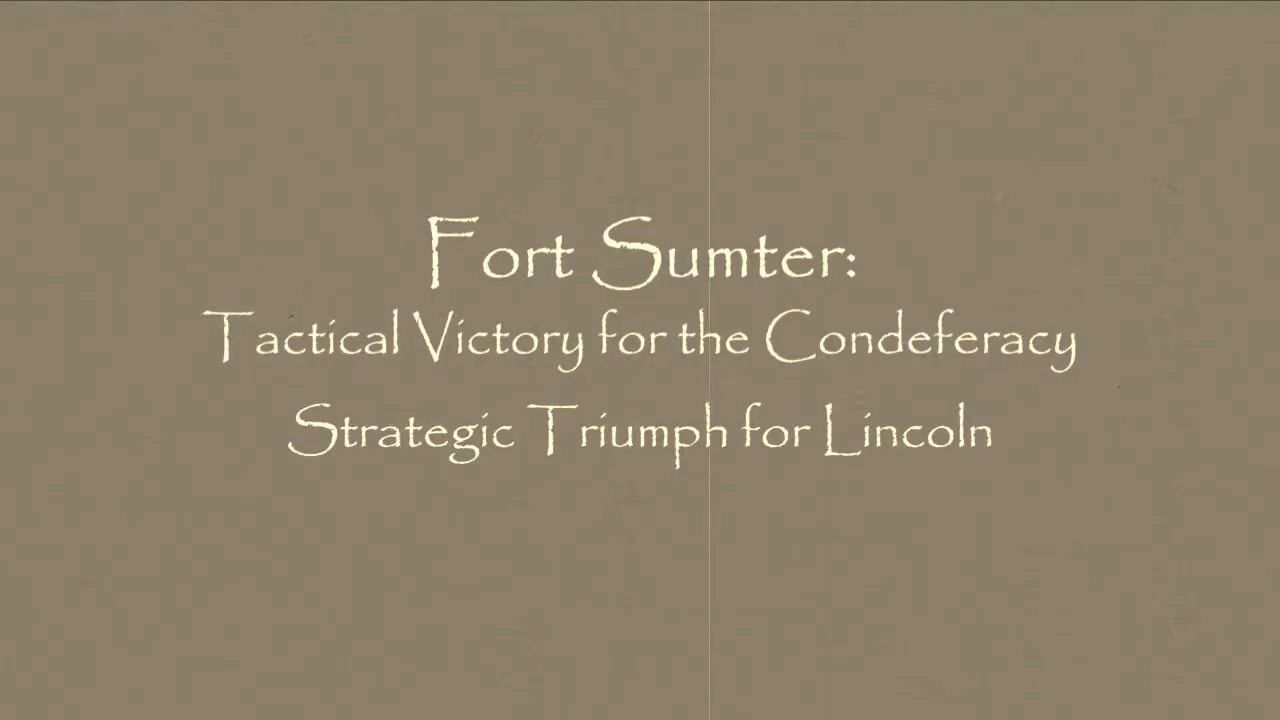 Fort Sumter:
Tactical Victory for the Condeferacy
Strategic Triumph for Lincoln